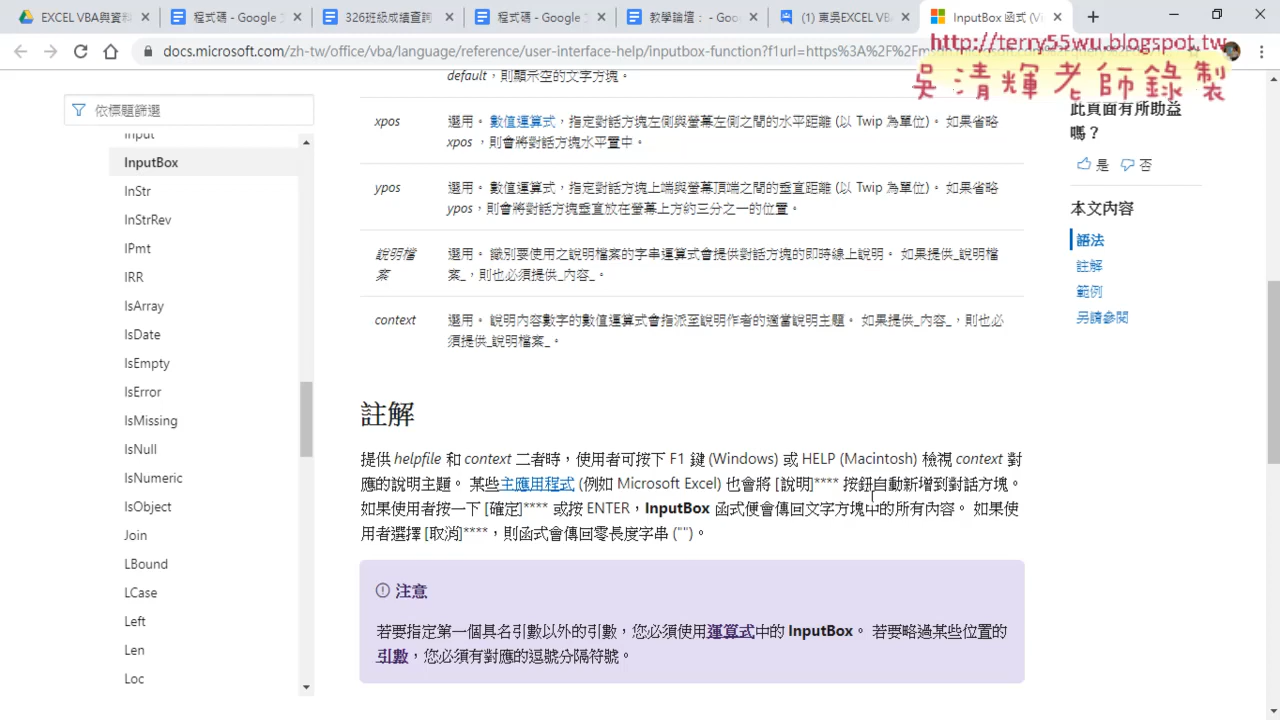 EXCEL VBA與資料
程式碼 - Google
326班級成績查詢
程式碼 - Google
教學論壇： - Goo
(1) 東吳EXCEL VB
InputBox 函式 (Vi
docs.microsoft.com/zh-tw/office/vba/language/reference/user-interface-help/inputbox-function?f1url=https%3A%2F%2Fm
http://terry55wu.blogspot.tw
吳清輝老師錄製
依標題篩選
Input
InputBox
InStr
InStrRev
IPmt
IRR
IsArray
IsDate
IsEmpty
IsError
IsMissing
IsNull
IsNumeric
IsObject
Join
LBound
LCase
Left
Len
Loc
default，則顯示空的文字方塊。
xpos 選用。 數值運算式，指定對話方塊左側與螢幕左側之間的水平距離 (以 Twip 為單位)。 如果省略
xpos ，則會將對話方塊水平置中。
ypos 選用。 數值運算式，指定對話方塊上端與螢幕頂端之間的垂直距離 (以 Twip 為單位)。 如果省略
ypos，則會將對話方塊垂直放在螢幕上方約三分之一的位置。
說明檔 選用。 識別要使用之說明檔案的字串運算式會提供對話方塊的即時線上說明。 如果提供_說明檔
案 案_，則也必須提供_內容_。
context 選用。 說明內容數字的數值運算式會指派至說明作者的適當說明主題。 如果提供_內容_，則也必
須提供_說明檔案_。
註解
提供 helpfile 和 context 二者時，使用者可按下 F1 鍵 (Windows) 或 HELP (Macintosh) 檢視 context 對
應的說明主題。 某些主應用程式 (例如 Microsoft Excel) 也會將 [說明]**** 按鈕自動新增到對話方塊。
如果使用者按一下 [確定]**** 或按 ENTER，InputBox 函式便會傳回文字方塊中的所有內容。 如果使
用者選擇 [取消]****，則函式會傳回零長度字串 ("")。
注意
若要指定第一個具名引數以外的引數，您必須使用運算式中的 InputBox。 若要略過某些位置的
引數，您必須有對應的逗號分隔符號。
此頁面有所助益
嗎？
是 否
本文內容
語法
註解
範例
另請參閱